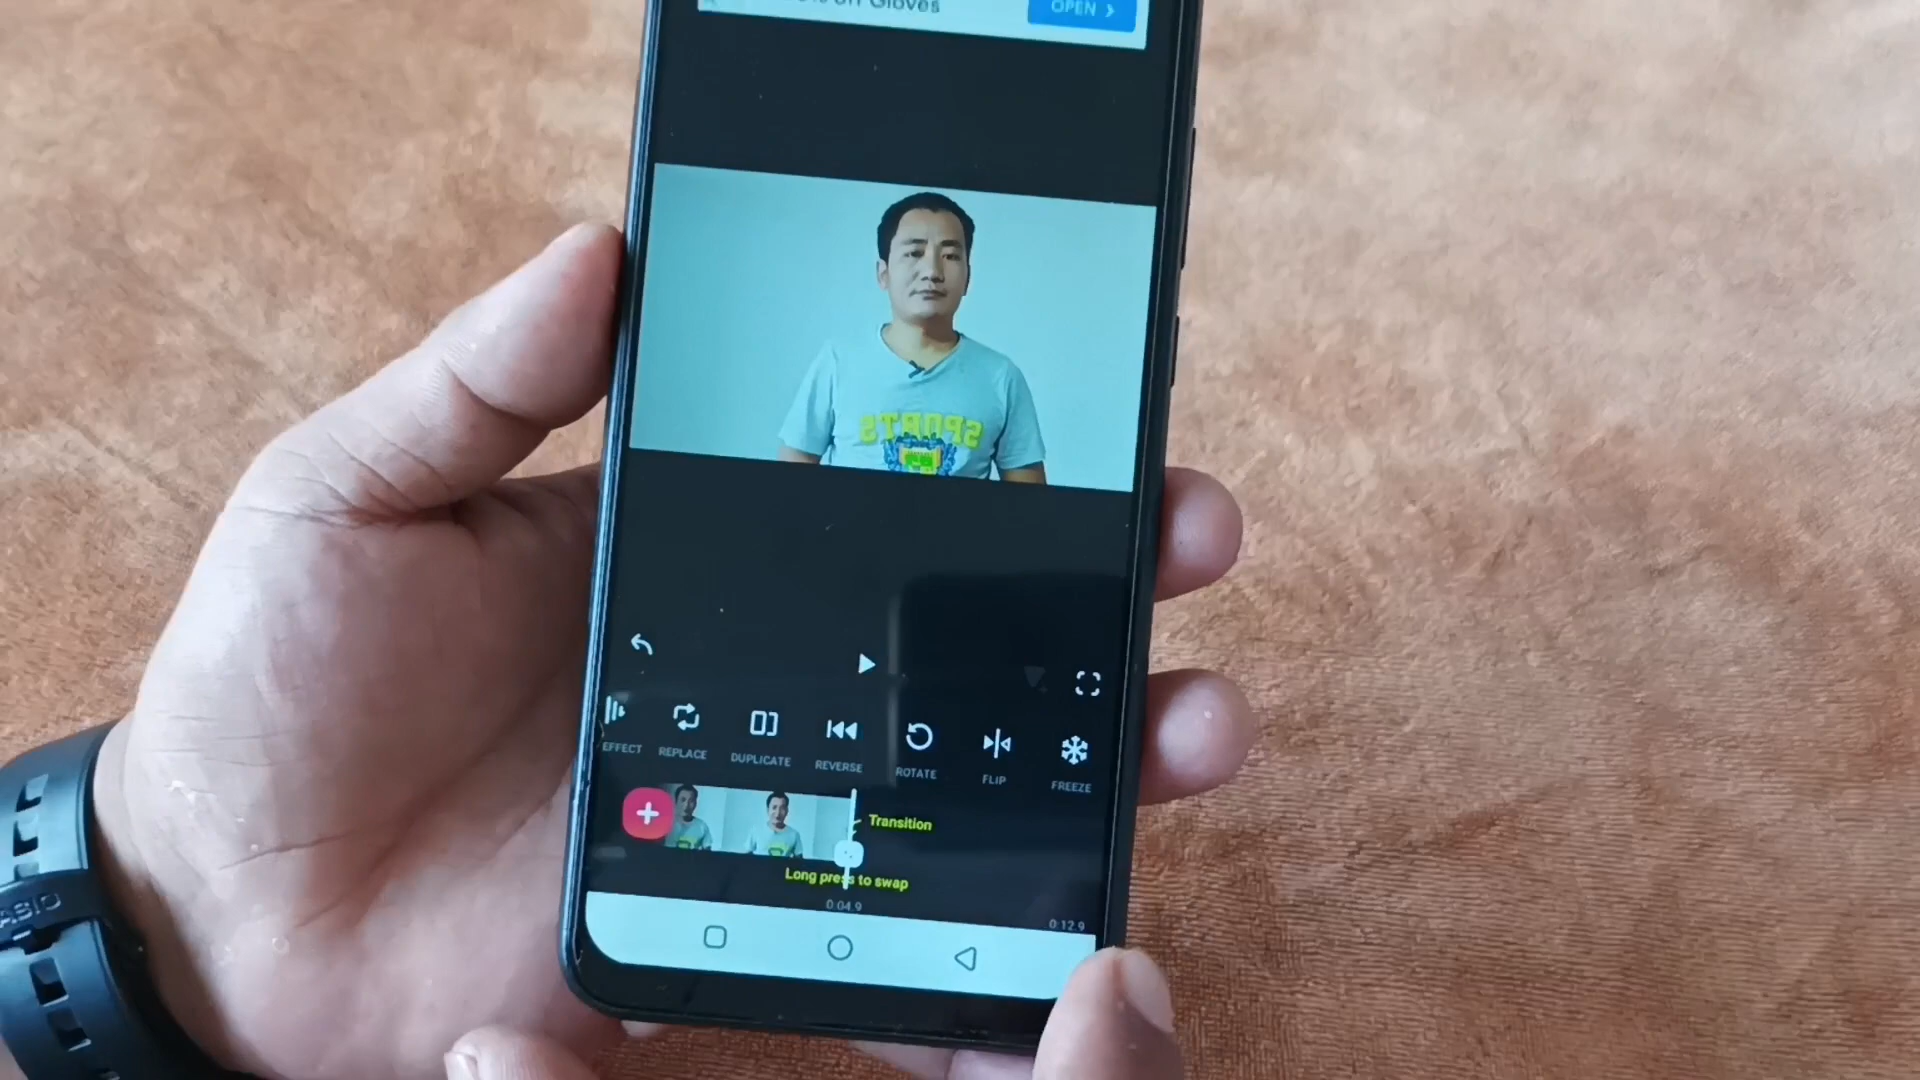 Gloves
OPEN >
SPORTS
EFFECT
REPLACE
DUPLICATE
REVERSE
ROTATE
FLIP
FREEZE
+
Transition
Long press to swap
0:04.9
0:12.9
CASIO